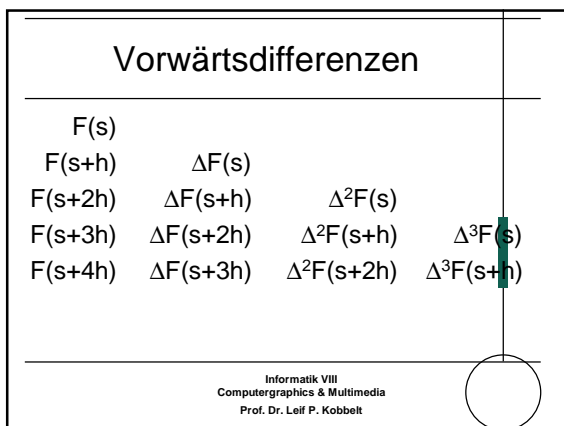 Vorwärtsdifferenzen
F(s)
F(s+h) ΔF(s)
F(s+2h) ΔF(s+h) Δ²F(s)
F(s+3h) ΔF(s+2h) Δ²F(s+h) Δ³F(s)
F(s+4h) ΔF(s+3h) Δ²F(s+2h) Δ³F(s+h)
Informatik VIII
Computergraphics & Multimedia
Prof. Dr. Leif P. Kobbelt